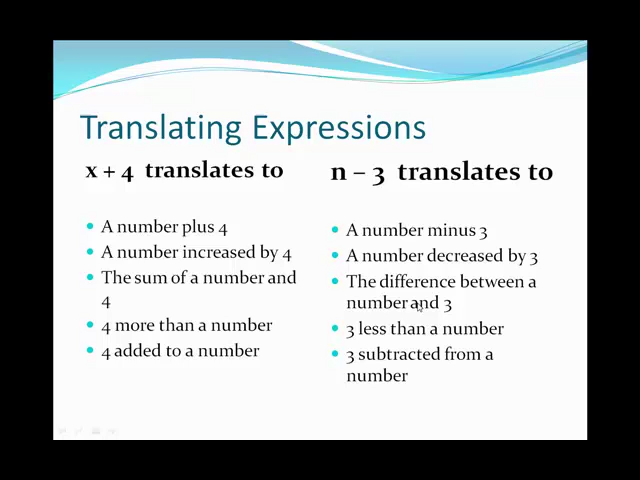 Translating Expressions
x + 4 translates to
• A number plus 4
• A number increased by 4
• The sum of a number and
4
• 4 more than a number
• 4 added to a number
n – 3 translates to
• A number minus 3
• A number decreased by 3
• The difference between a
number and 3
• 3 less than a number
• 3 subtracted from a
number